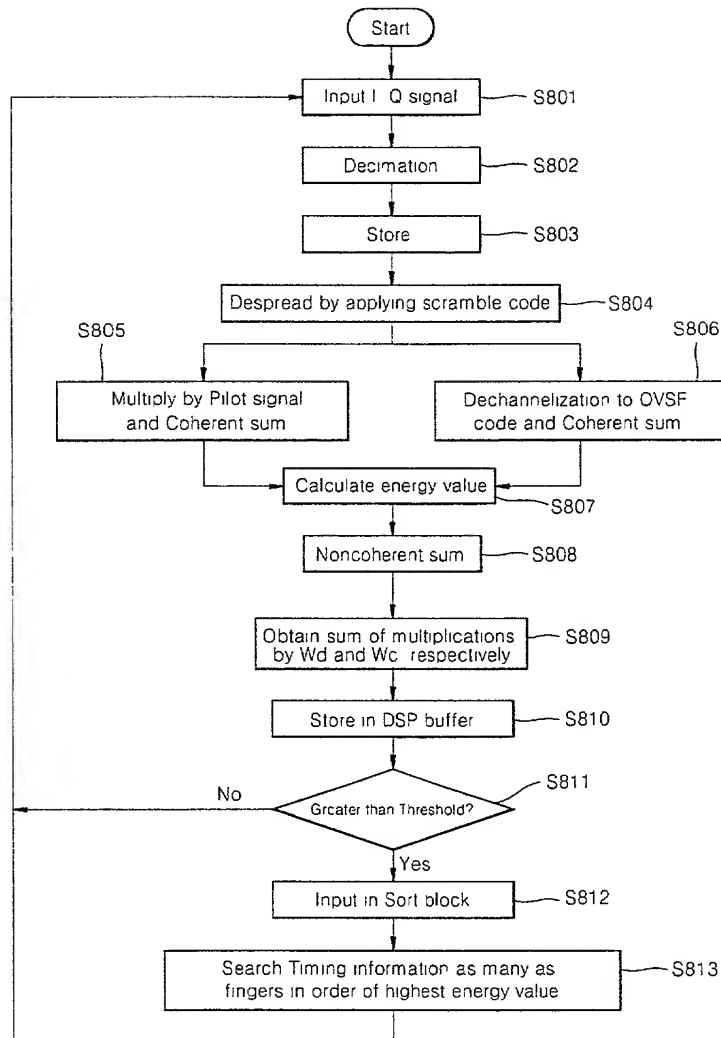 Start
Input I Q signal
S801
Decimation
S802
Store
S803
Despread by applying scramble code
S804
S805
S806
Multiply by Pilot signal
and Coherent sum
Dechannelization to OVSF
code and Coherent sum
Calculate energy value
S807
Noncoherent sum
S808
Obtain sum of multiplications
by Wd and Wc respectively
S809
Store in DSP buffer
S810
Greater than Threshold?
S811
No
Yes
Input in Sort block
S812
Search Timing information as many as
fingers in order of highest energy value
S813